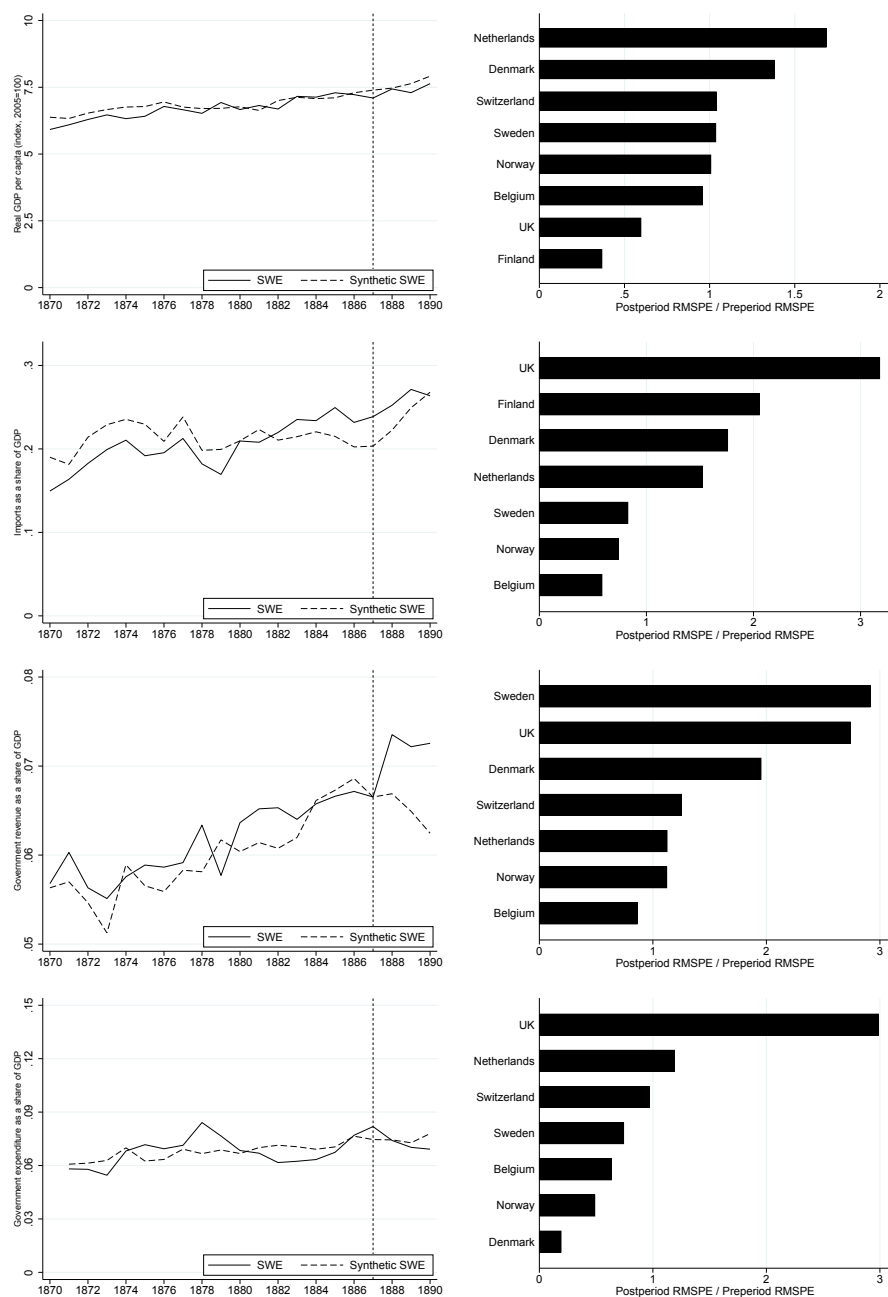 Real GDP per capita (index, 2005=100)
10
7.5
5
2.5
0
SWE
Synthetic SWE
1870 1872 1874 1876 1878 1880 1882 1884 1886 1888 1890
Netherlands
Denmark
Switzerland
Sweden
Norway
Belgium
UK
Finland
0 .5 1 1.5 2
Postperiod RMSPE / Preperiod RMSPE
Imports as a share of GDP
.3
.2
.1
0
SWE
Synthetic SWE
1870 1872 1874 1876 1878 1880 1882 1884 1886 1888 1890
UK
Finland
Denmark
Netherlands
Sweden
Norway
Belgium
0 1 2 3
Postperiod RMSPE / Preperiod RMSPE
Government revenue as a share of GDP
.08
.07
.06
.05
SWE
Synthetic SWE
1870 1872 1874 1876 1878 1880 1882 1884 1886 1888 1890
Sweden
UK
Denmark
Switzerland
Netherlands
Norway
Belgium
0 1 2 3
Postperiod RMSPE / Preperiod RMSPE
Government expenditure as a share of GDP
.15
.12
.09
.06
.03
0
SWE
Synthetic SWE
1870 1872 1874 1876 1878 1880 1882 1884 1886 1888 1890
UK
Netherlands
Switzerland
Sweden
Belgium
Norway
Denmark
0 1 2 3
Postperiod RMSPE / Preperiod RMSPE